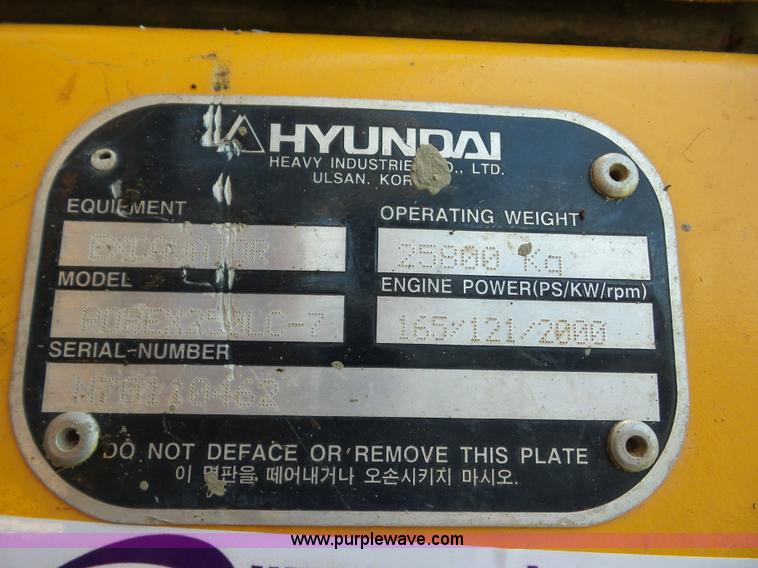 HYUNDAI
HEAVY INDUSTRIES CO., LTD.
ULSAN, KOREA
EQUIPMENT
EXCAVATOR
OPERATING WEIGHT
25800 Kg
MODEL
ROBEX250LC-7
ENGINE POWER(PS/KW/rpm)
165/121/2000
SERIAL-NUMBER
N70110462
DO NOT DEFACE OR REMOVE THIS PLATE
이 명판을 떼어내거나 오손시키지 마시오.
www.purplewave.com